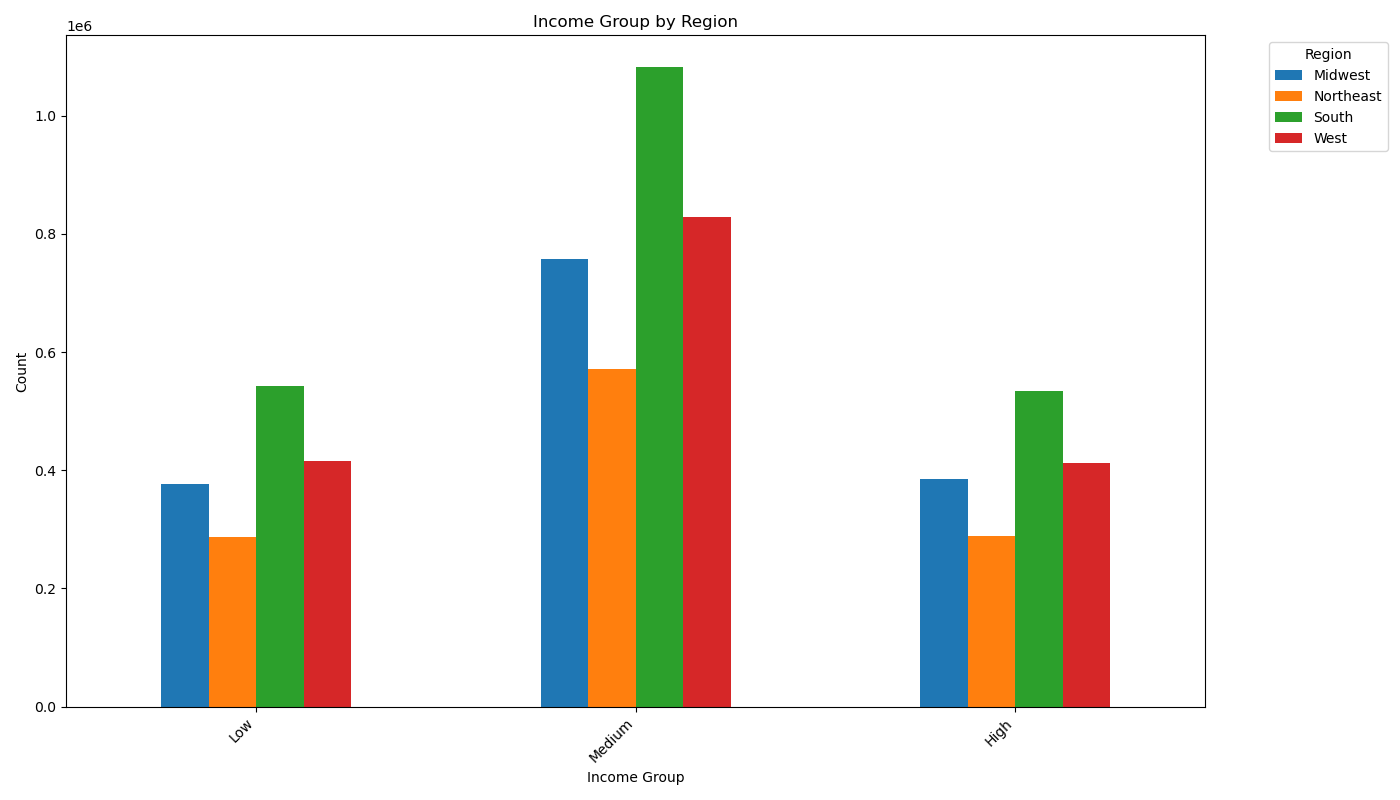 Income Group by Region
1e6
1.0
0.8
0.6
0.4
0.2
0.0
Count
Low
Medium
High
Income Group
Region
Midwest
Northeast
South
West